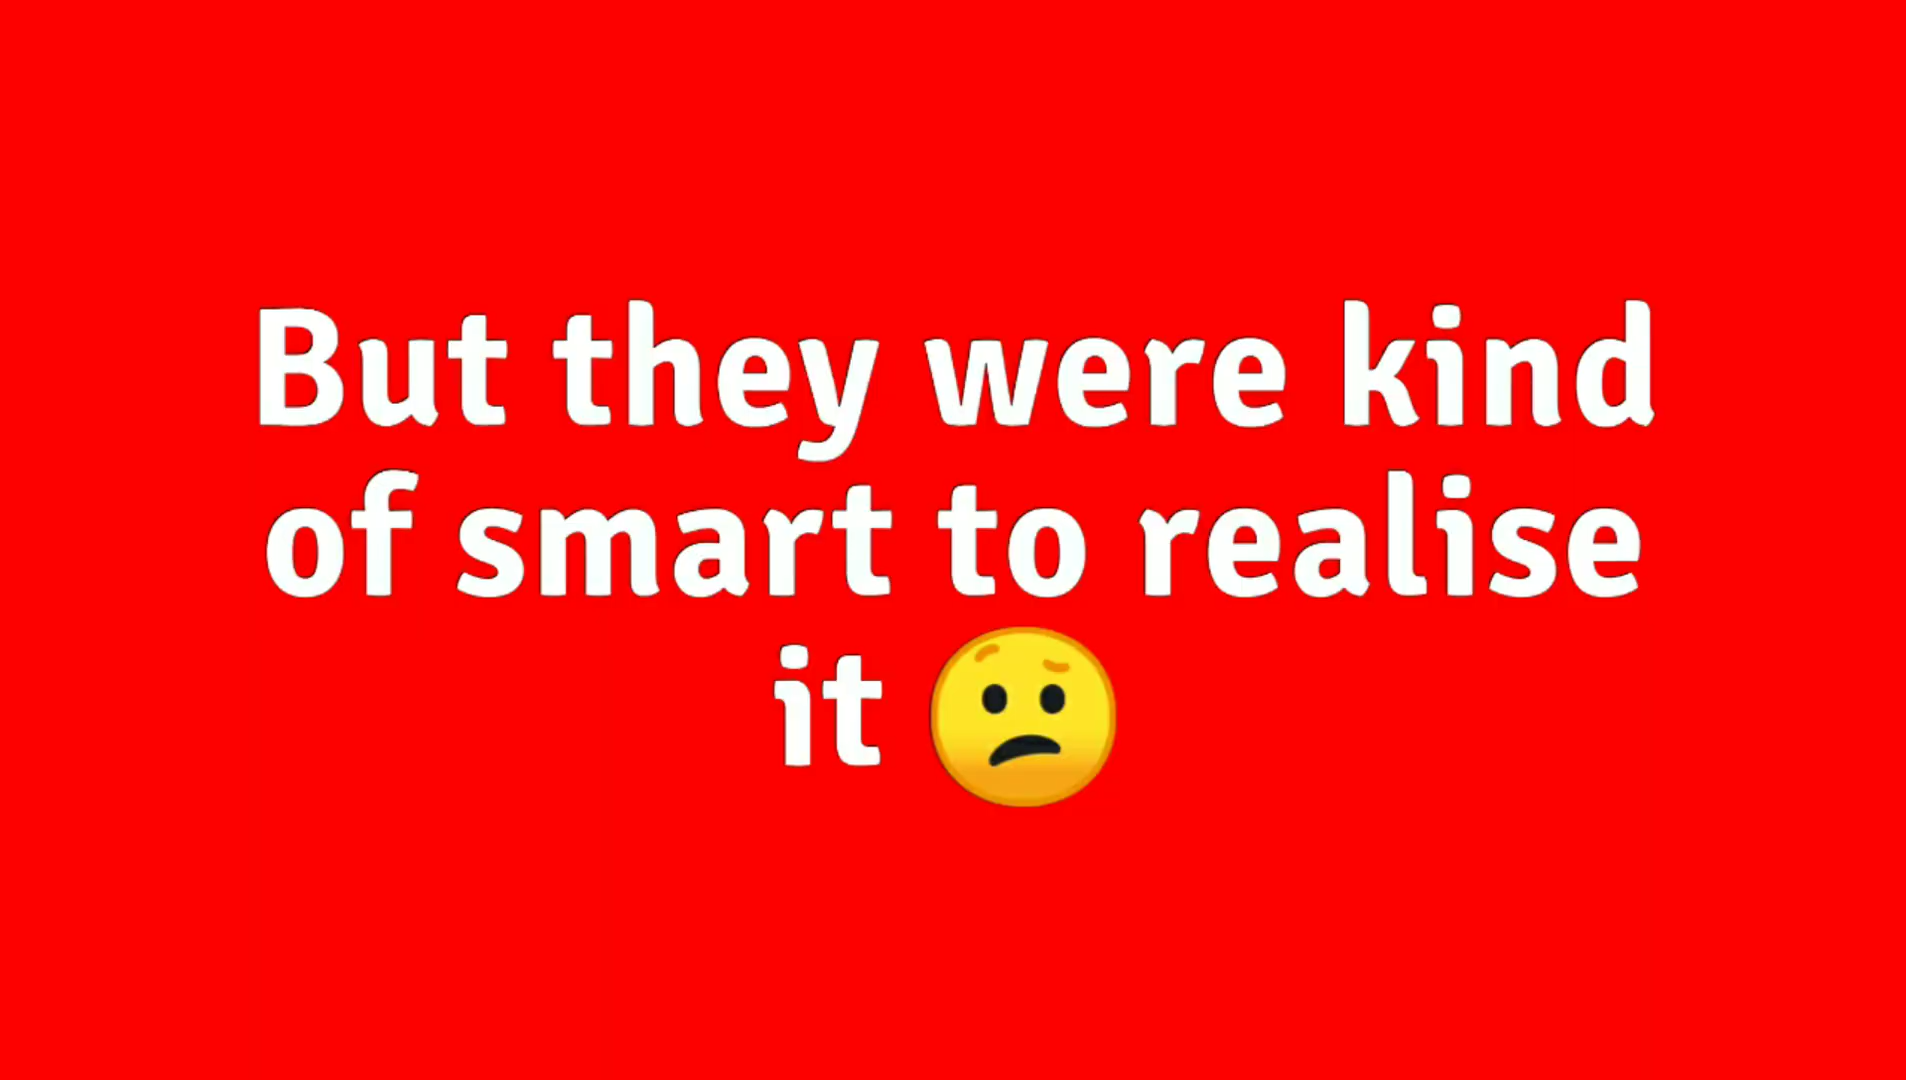 But they were kind
of smart to realise
it 😕